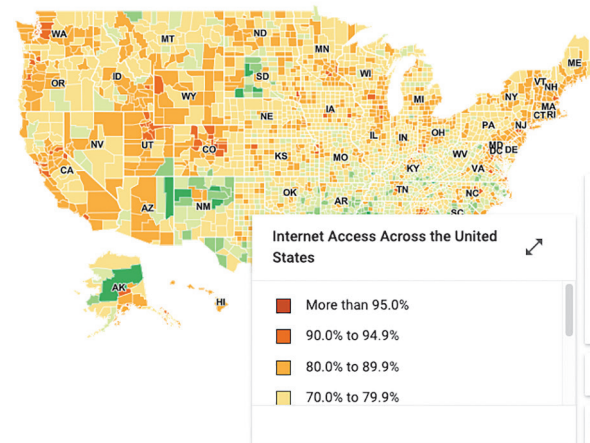 WA
MT
ND
MN
ME
OR
ID
SD
WI
VT
NH
WY
MI
NY
MA
CT RI
NE
IA
PA
NJ
NV
UT
CO
IL
IN
OH
MD
DC DE
CA
KS
MO
WV
VA
KY
AZ
NM
OK
AR
TN
NC
SC
AK
HI
Internet Access Across the United
States
More than 95.0%
90.0% to 94.9%
80.0% to 89.9%
70.0% to 79.9%